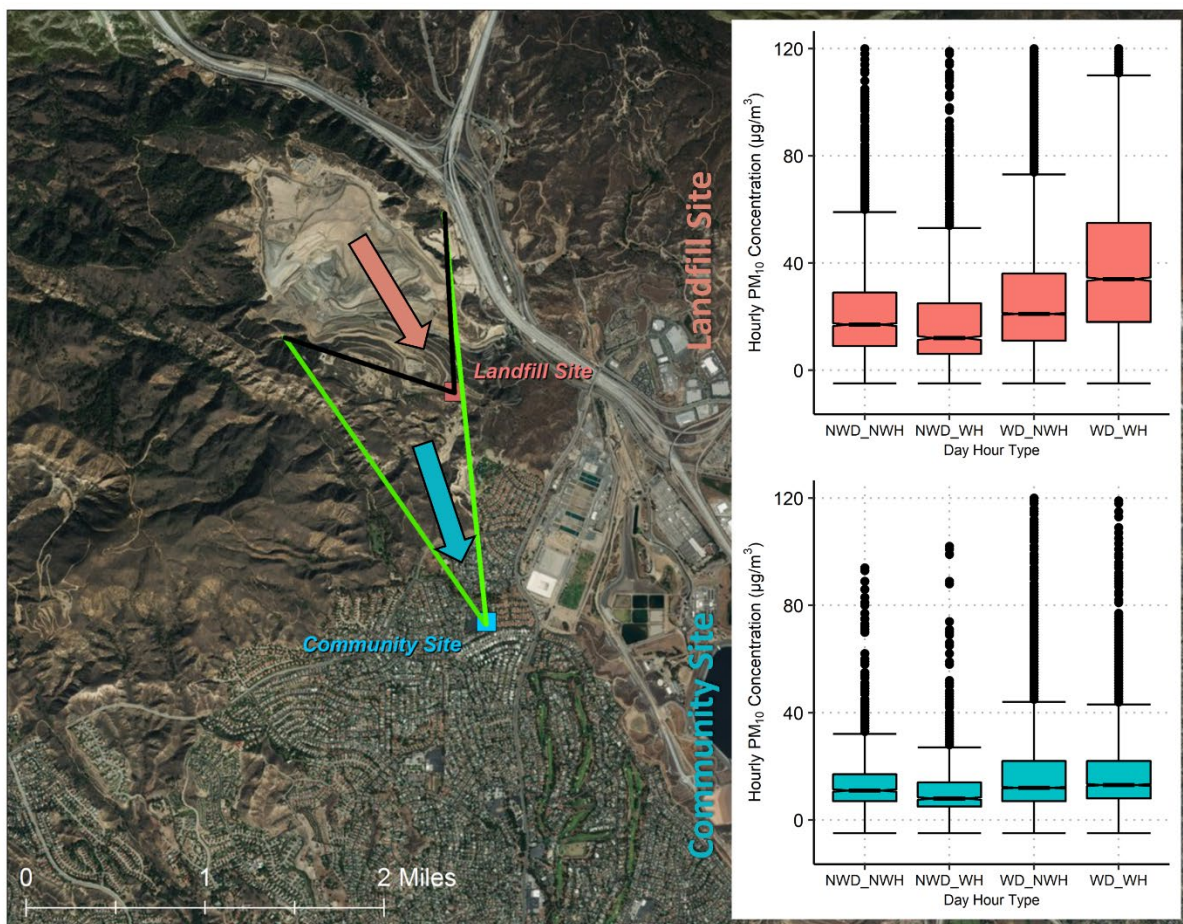 Landfill Site
Community Site
0 1 2 Miles
Landfill Site
Hourly PM₁₀ Concentration (µg/m³)
120
80
40
0
NWD_NWH NWD_WH WD_NWH WD_WH
Day Hour Type
Community Site
Hourly PM₁₀ Concentration (µg/m³)
120
80
40
0
NWD_NWH NWD_WH WD_NWH WD_WH
Day Hour Type